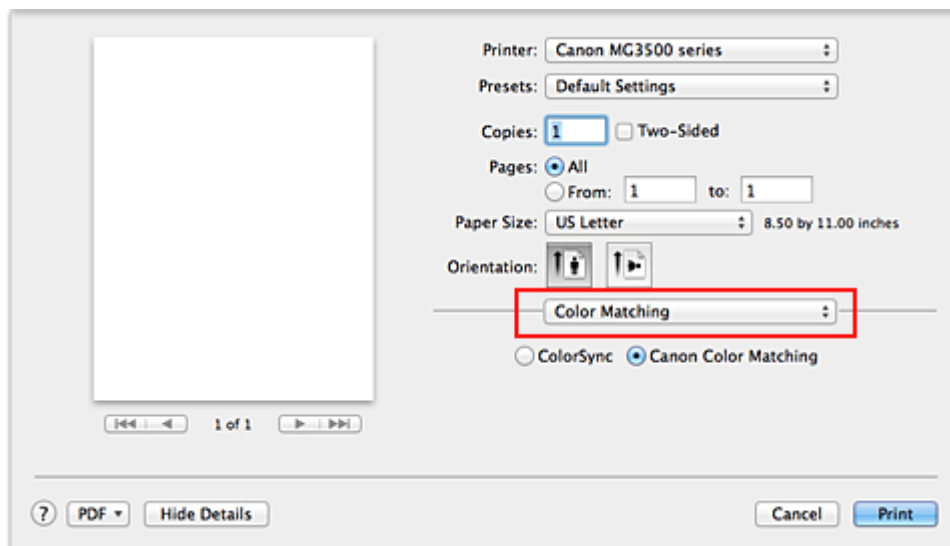 Printer: Canon MG3500 series
Presets: Default Settings
Copies: 1 Two-Sided
Pages: All
From: 1 to: 1
Paper Size: US Letter 8.50 by 11.00 inches
Orientation:
Color Matching
ColorSync Canon Color Matching
1 of 1
? PDF Hide Details Cancel Print